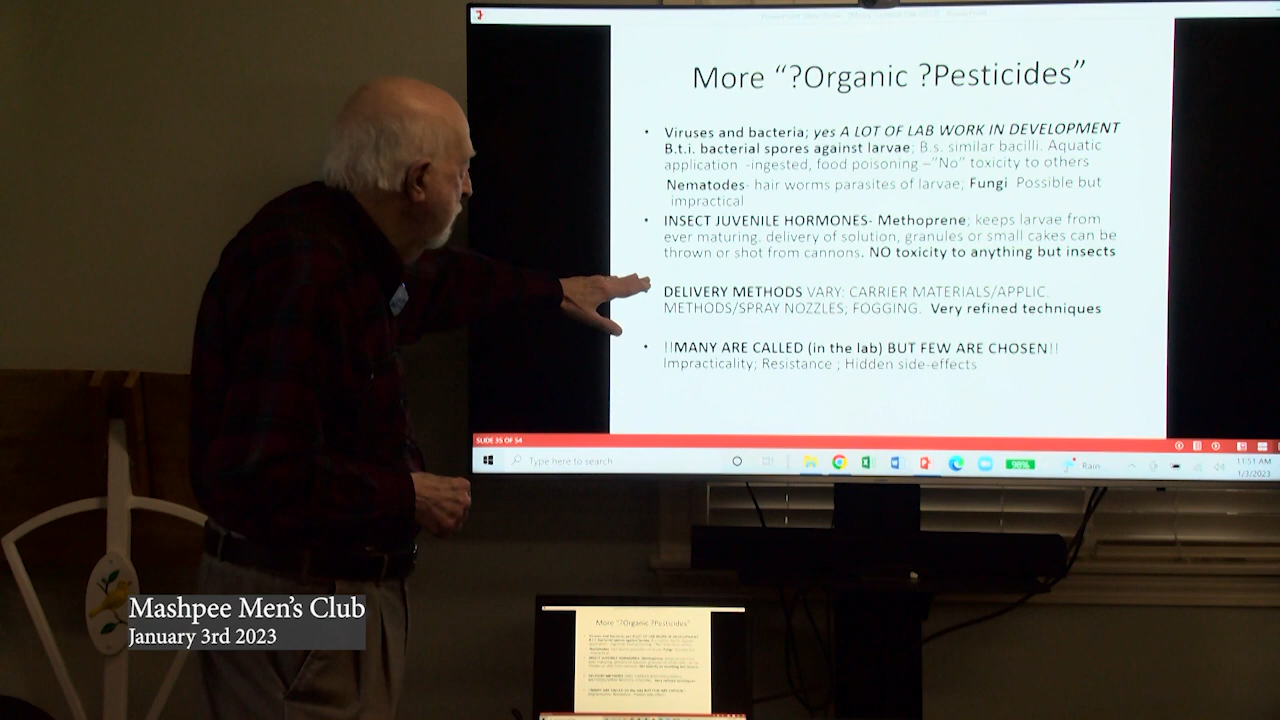 More “?Organic ?Pesticides”
• Viruses and bacteria; yes A LOT OF LAB WORK IN DEVELOPMENT
B.t.i. bacterial spores against larvae; B.s. similar bacilli. Aquatic
application -ingested, food poisoning –“No” toxicity to others
Nematodes- hair worms parasites of larvae; Fungi Possible but
impractical
• INSECT JUVENILE HORMONES- Methoprene; keeps larvae from
ever maturing. delivery of solution, granules or small cakes can be
thrown or shot from cannons. NO toxicity to anything but insects
DELIVERY METHODS VARY: CARRIER MATERIALS/APPLIC.
METHODS/SPRAY NOZZLES; FOGGING. Very refined techniques
• !!MANY ARE CALLED (in the lab) BUT FEW ARE CHOSEN!!
Impracticality; Resistance ; Hidden side-effects
SLIDE 35 OF 54
Type here to search
98%
Rain
11:51 AM
1/3/2023
Mashpee Men's Club
January 3rd 2023
More “?Organic ?Pesticides”